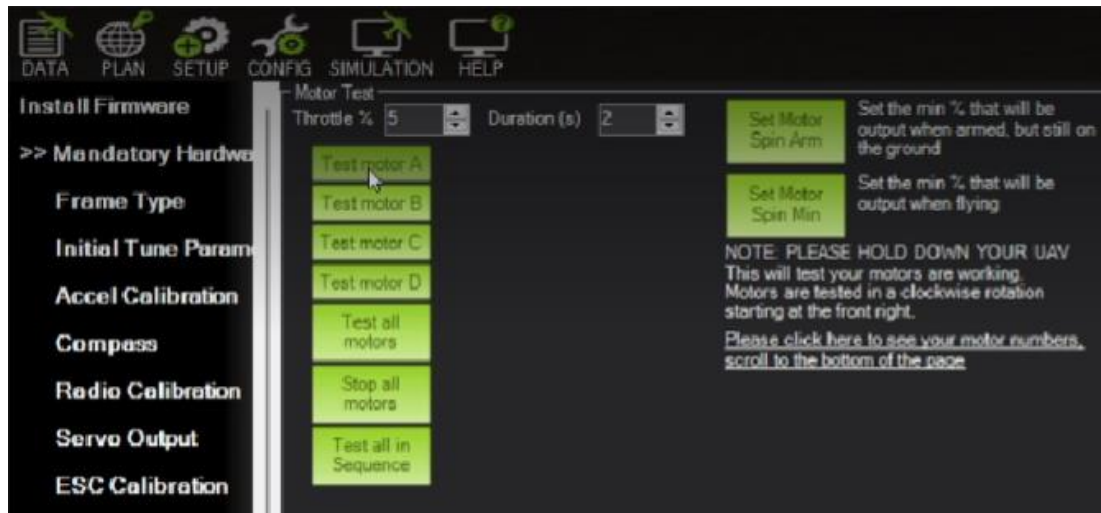 DATA PLAN SETUP CONFIG SIMULATION HELP
Install Firmware
>> Mandatory Hardwa
Frame Type
Initial Tune Parame
Accel Calibration
Compass
Radio Calibration
Servo Output
ESC Calibration
Motor Test
Throttle % 5 Duration (s) 2
Test motor A
Test motor B
Test motor C
Test motor D
Test all
motors
Stop all
motors
Test all in
Sequence
Set Motor
Spin Arm
Set the min % that will be
output when armed, but still on
the ground
Set Motor
Spin Min
Set the min % that will be
output when flying
NOTE: PLEASE HOLD DOWN YOUR UAV
This will test your motors are working.
Motors are tested in a clockwise rotation
starting at the front right.
Please click here to see your motor numbers,
scroll to the bottom of the page